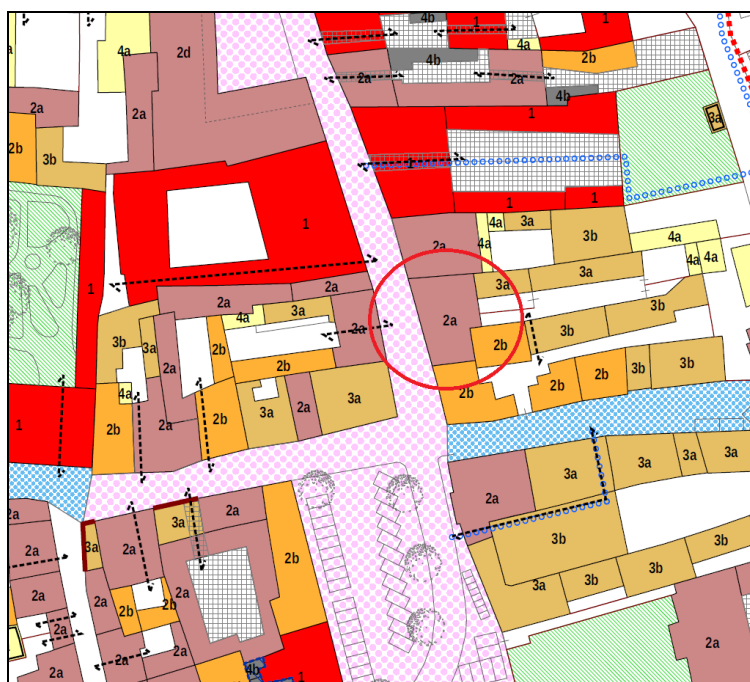 4b 1 1
4a 2d 4a
4b 2b
2a 2a
2a 2a 4b
3a
2b 3b 1
1
1 1
1 4a 3a 3b 4a
2a 4a 4a 4a
1 3a 3a
2a 2a
3b 3a 4a 3a 2a 2a 3b
2a 2b 2b 3b
2b 3b 3b
4a 2b 2b 2b
1 2b 2a 2b 3a 2a 3a
2a 3a 3a 3a 3a
2a 3a 2a
2a 3a 2a 2a 2b 3b
2a 3b
2a 2a 2b 2b 2a 3a 3b 3b
2a 2a
2a 2a 2b 4b 1